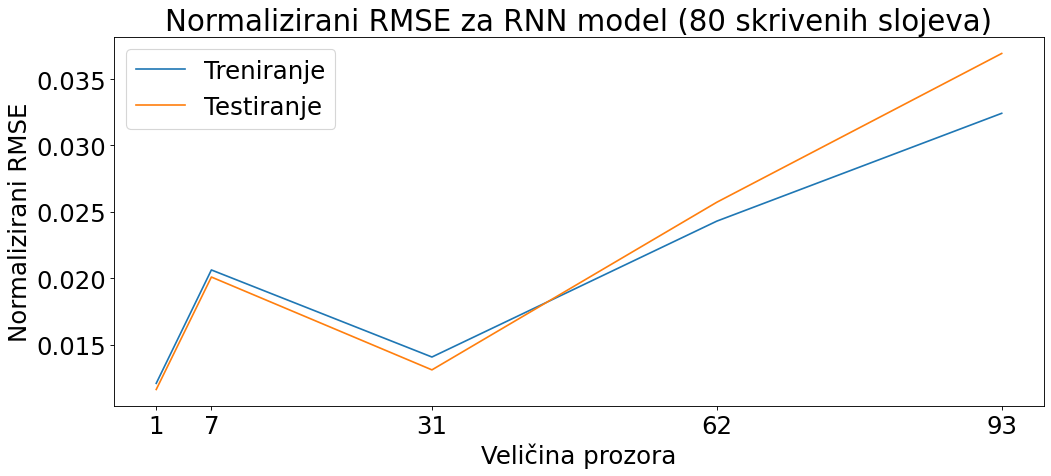 Normalizirani RMSE za RNN model (80 skrivenih slojeva)
Treniranje
Testiranje
Normalizirani RMSE
0.035
0.030
0.025
0.020
0.015
1 7 31 62 93
Veličina prozora